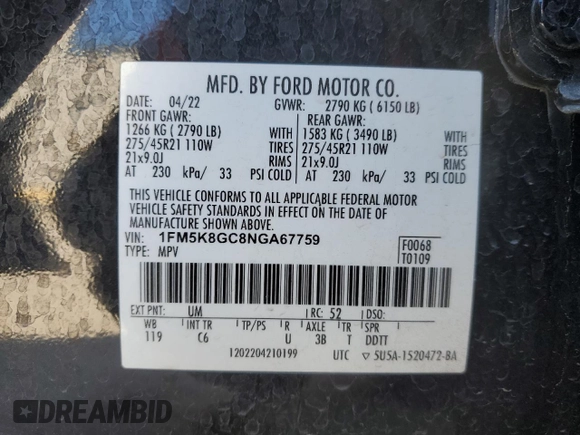 MFD. BY FORD MOTOR CO.
DATE: 04/22 GVWR: 2790 KG ( 6150 LB)
FRONT GAWR: REAR GAWR:
1266 KG ( 2790 LB) 1583 KG ( 3490 LB) WITH
275/45R21 110W 275/45R21 110W TIRES
21x9.0J 21x9.0J RIMS
AT 230 kPa/ 33 PSI COLD AT 230 kPa/ 33 PSI COLD
THIS VEHICLE CONFORMS TO ALL APPLICABLE FEDERAL MOTOR
VEHICLE SAFETY STANDARDS IN EFFECT ON THE DATE OF
MANUFACTURE SHOWN ABOVE.
VIN: 1FM5K8GC8NGA67759 F0068
TYPE: MPV T0109
EXT PNT: UM RC: 52 DSO:
WB INT TR TP/PS R AXLE TR SPR
119 C6 U 3B T DDTT
1202204210199 UTC ▽ 5U5A-1520472-BA
DREAMBID